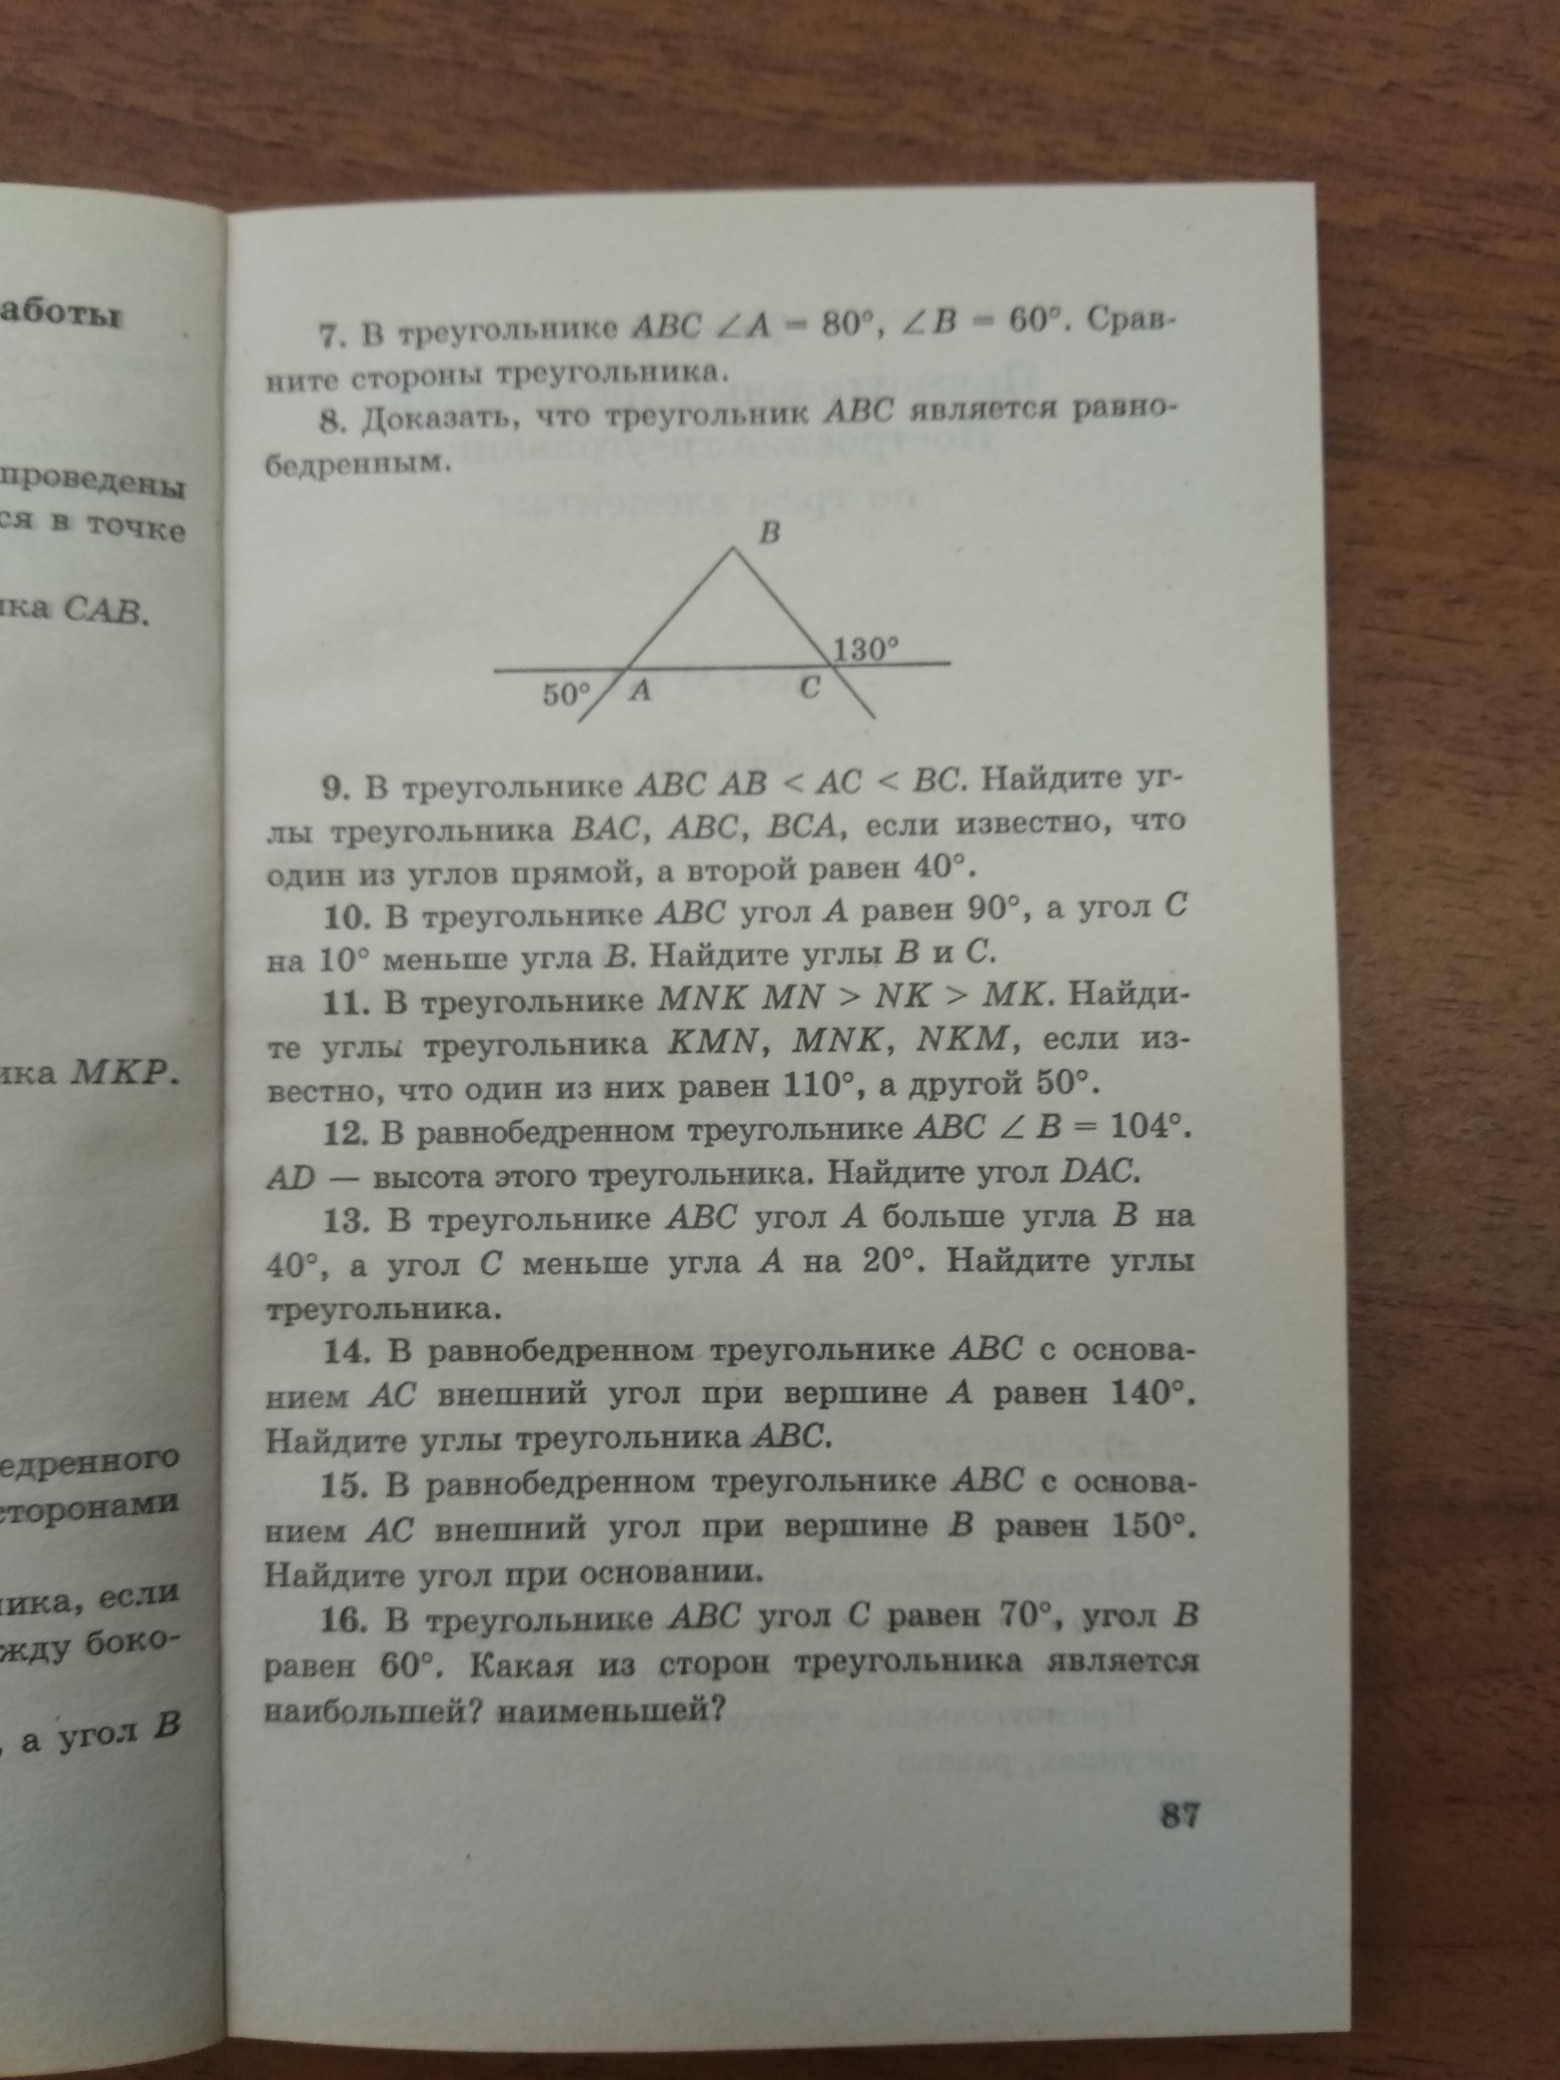 аботы
проведены
ся в точке
ика CAB.
ика MKP.
едренного
сторонами
ика, если
жду боко-
, а угол B
7. В треугольнике ABC ∠A = 80°, ∠B = 60°. Срав-
ните стороны треугольника.
8. Доказать, что треугольник ABC является равно-
бедренным.
B
130°
50°
A
C
9. В треугольнике ABC AB < AC < BC. Найдите уг-
лы треугольника BAC, ABC, BCA, если известно, что
один из углов прямой, а второй равен 40°.
10. В треугольнике ABC угол A равен 90°, а угол C
на 10° меньше угла B. Найдите углы B и C.
11. В треугольнике MNK MN > NK > MK. Найди-
те углы треугольника KMN, MNK, NKM, если из-
вестно, что один из них равен 110°, а другой 50°.
12. В равнобедренном треугольнике ABC ∠ B = 104°.
AD — высота этого треугольника. Найдите угол DAC.
13. В треугольнике ABC угол A больше угла B на
40°, а угол C меньше угла A на 20°. Найдите углы
треугольника.
14. В равнобедренном треугольнике ABC с основа-
нием AC внешний угол при вершине A равен 140°.
Найдите углы треугольника ABC.
15. В равнобедренном треугольнике ABC с основа-
нием AC внешний угол при вершине B равен 150°.
Найдите угол при основании.
16. В треугольнике ABC угол C равен 70°, угол B
равен 60°. Какая из сторон треугольника является
наибольшей? наименьшей?
87